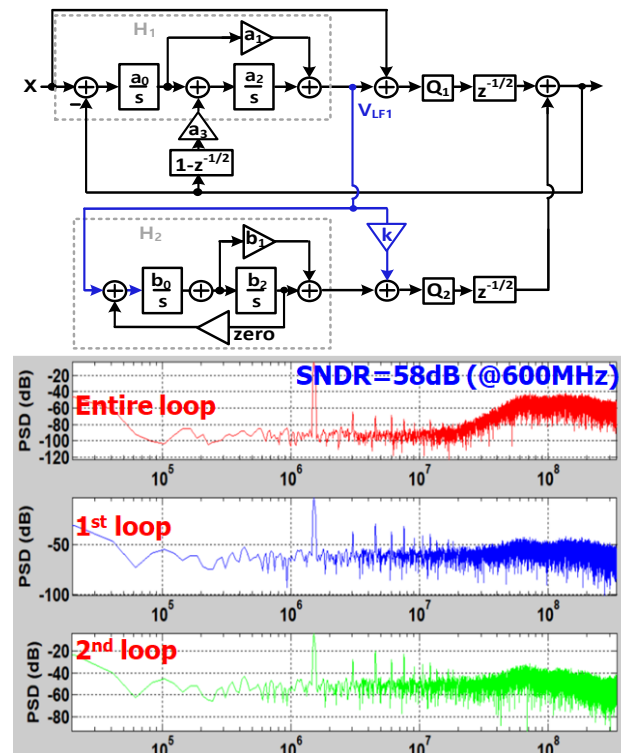 H1
a1
X
a0
s
a2
s
Q1
z-1/2
−
VLF1
a3
1-z-1/2
k
H2
b1
b0
s
b2
s
Q2
z-1/2
zero
SNDR=58dB (@600MHz)
Entire loop
PSD (dB)
-20
-40
-60
-80
-100
-120
10^5
10^6
10^7
10^8
1st loop
PSD (dB)
-50
-100
10^5
10^6
10^7
10^8
2nd loop
PSD (dB)
-20
-40
-60
-80
10^5
10^6
10^7
10^8